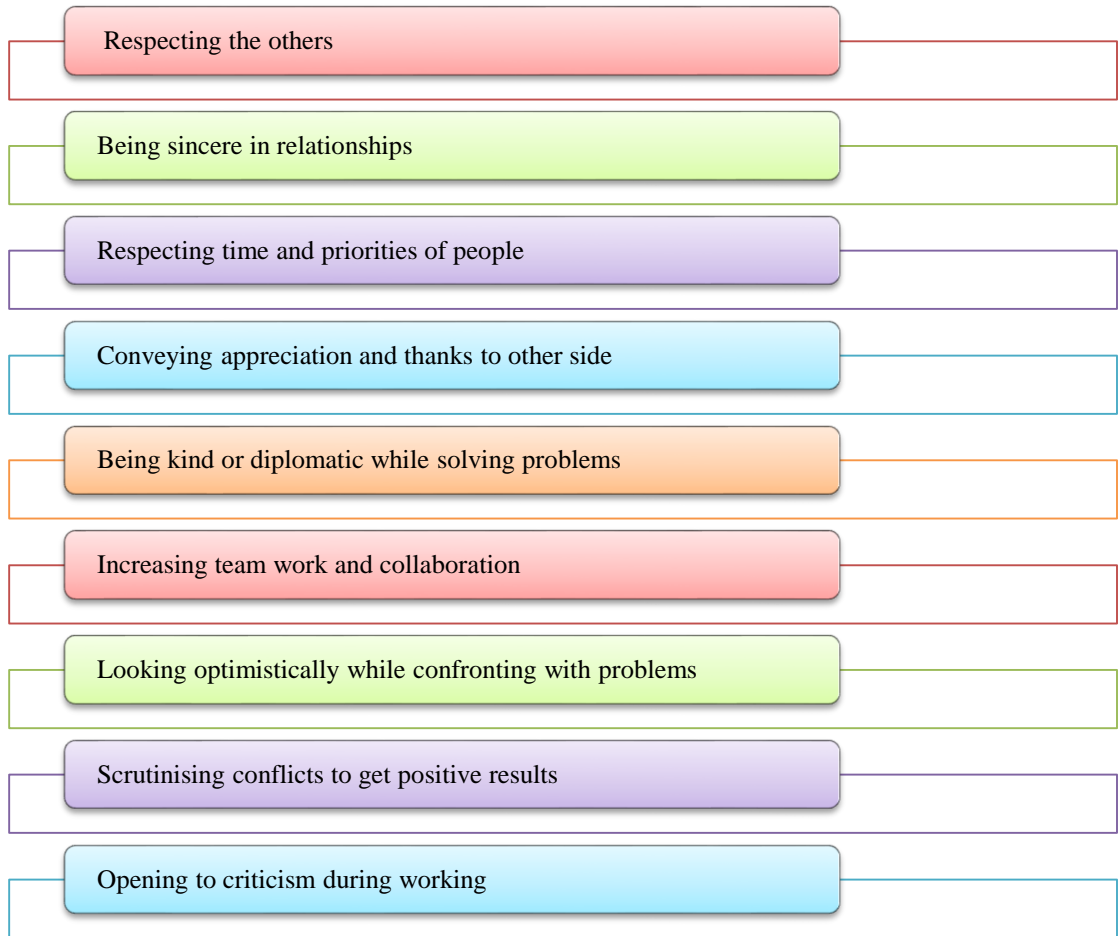 Respecting the others
Being sincere in relationships
Respecting time and priorities of people
Conveying appreciation and thanks to other side
Being kind or diplomatic while solving problems
Increasing team work and collaboration
Looking optimistically while confronting with problems
Scrutinising conflicts to get positive results
Opening to criticism during working